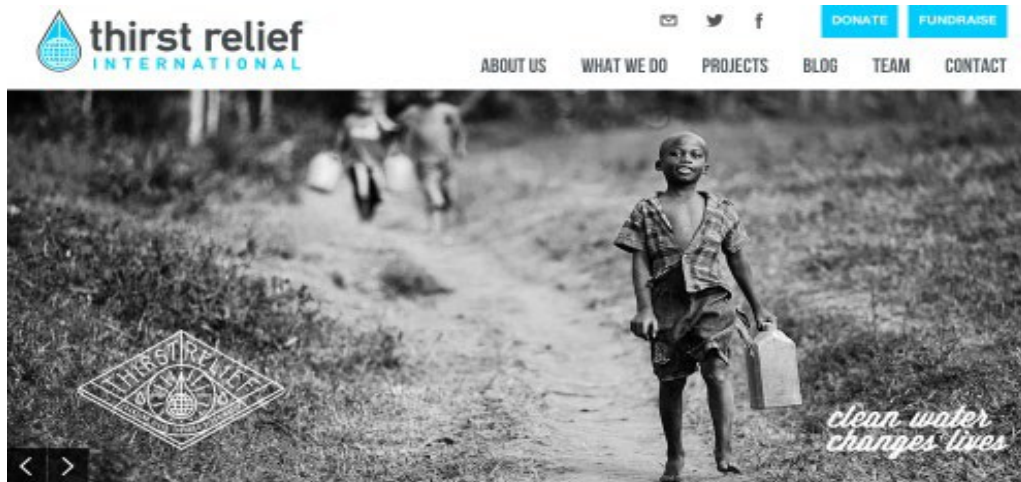 thirst relief
INTERNATIONAL
DONATE
FUNDRAISE
ABOUT US
WHAT WE DO
PROJECTS
BLOG
TEAM
CONTACT
THIRST RELIEF
clean water
changes lives